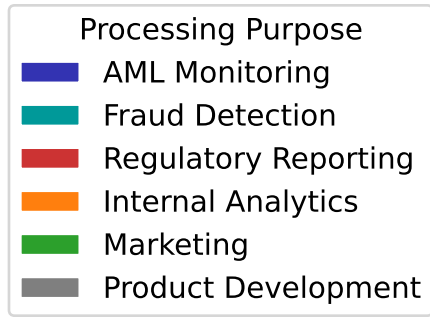 Processing Purpose
AML Monitoring
Fraud Detection
Regulatory Reporting
Internal Analytics
Marketing
Product Development